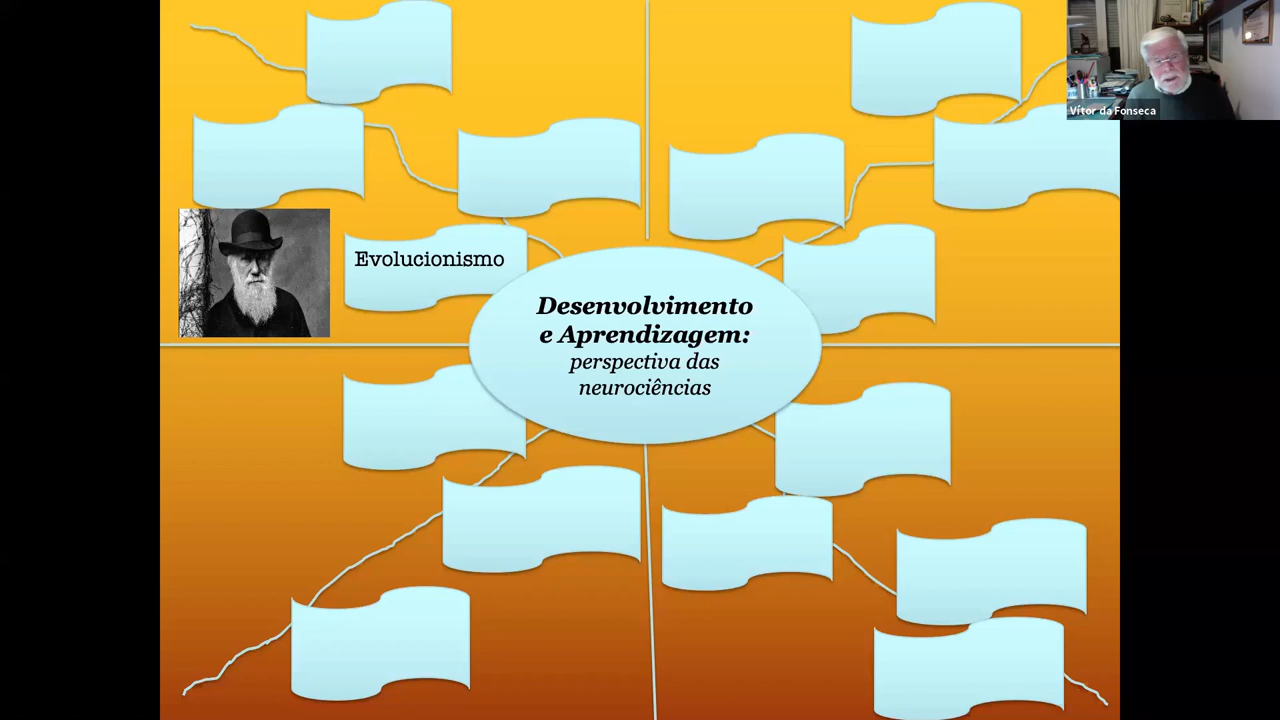 Vítor da Fonseca
Evolucionismo
Desenvolvimento
e Aprendizagem:
perspectiva das
neurociências